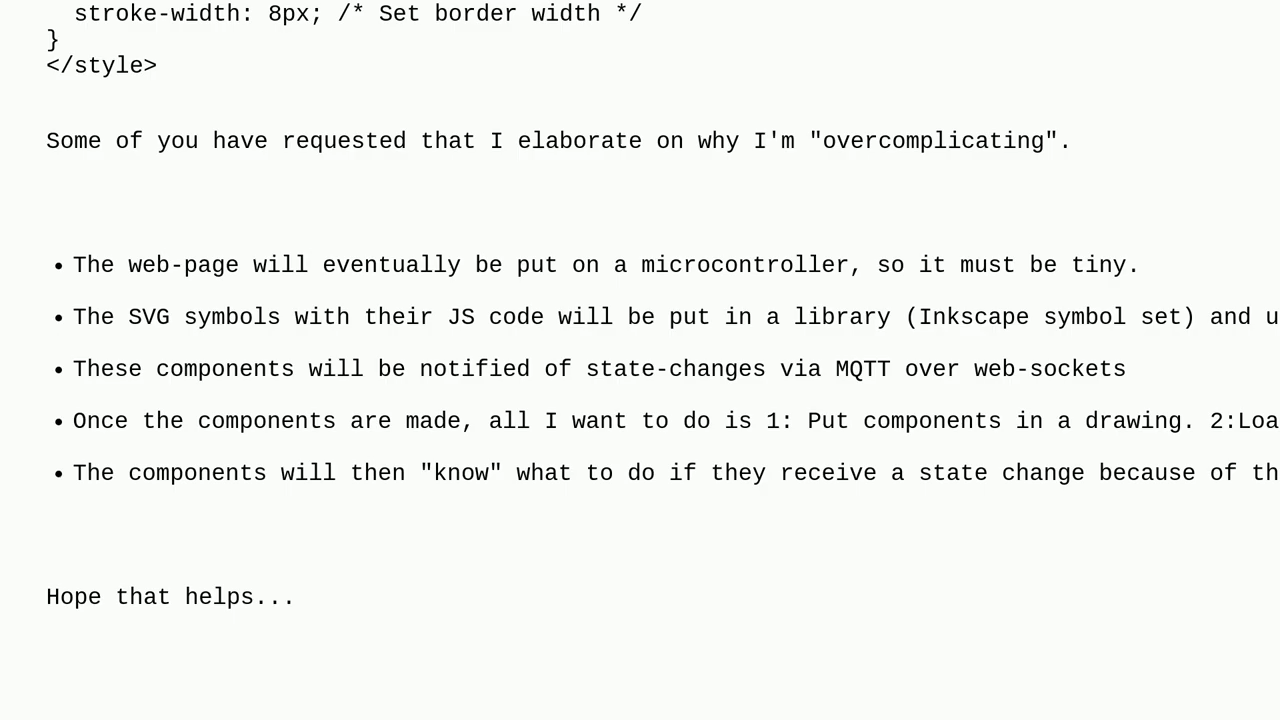 stroke-width: 8px; /* Set border width */
}
</style>
Some of you have requested that I elaborate on why I'm "overcomplicating".
• The web-page will eventually be put on a microcontroller, so it must be tiny.
• The SVG symbols with their JS code will be put in a library (Inkscape symbol set) and u
• These components will be notified of state-changes via MQTT over web-sockets
• Once the components are made, all I want to do is 1: Put components in a drawing. 2:Loa
• The components will then "know" what to do if they receive a state change because of th
Hope that helps...